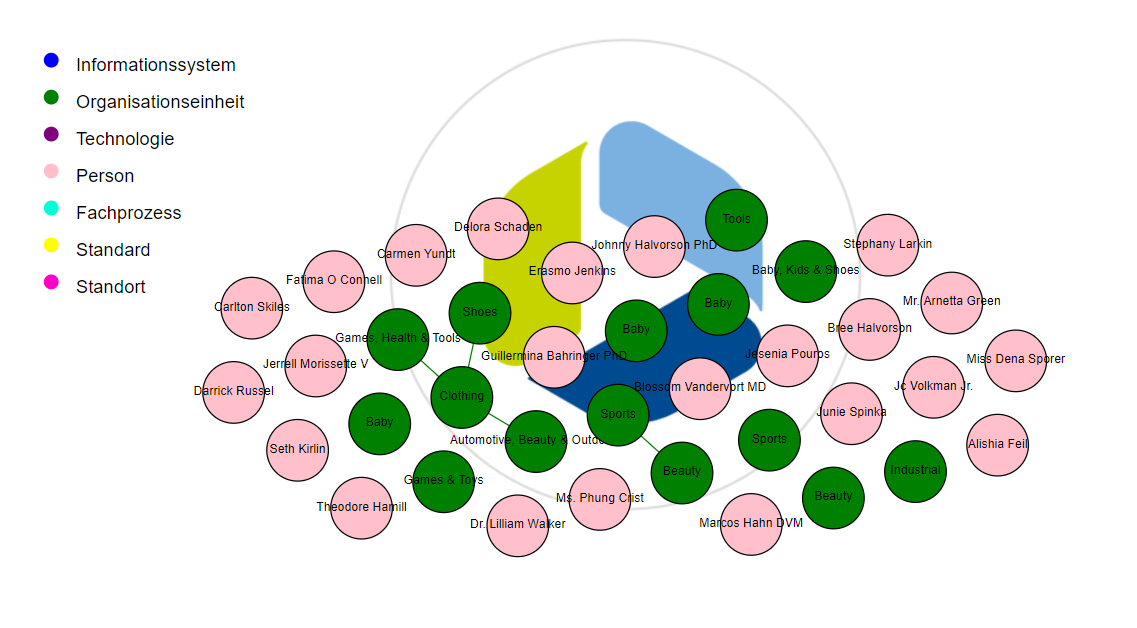 Informationssystem
Organisationseinheit
Technologie
Person
Fachprozess
Standard
Standort
Tools
Delora Schaden
Johnny Halvorson PhD
Stephany Larkin
Carmen Yundt
Erasmo Jenkins
Baby, Kids & Shoes
Fatima O Connell
Mr. Arnetta Green
Carlton Skiles
Baby
Shoes
Bree Halvorson
Baby
Games, Health & Tools
Guillermina Bahringer PhD
Jesenia Pouros
Miss Dena Sporer
Jerrell Morissette V
Blossom Vandervort MD
Jc Volkman Jr.
Darrick Russel
Clothing
Sports
Junie Spinka
Baby
Automotive, Beauty & Outdo
Sports
Alishia Feil
Seth Kirlin
Beauty
Industrial
Games & Toys
Beauty
Ms. Phung Crist
Theodore Hamill
Dr. Lilliam Walker
Marcos Hahn DVM